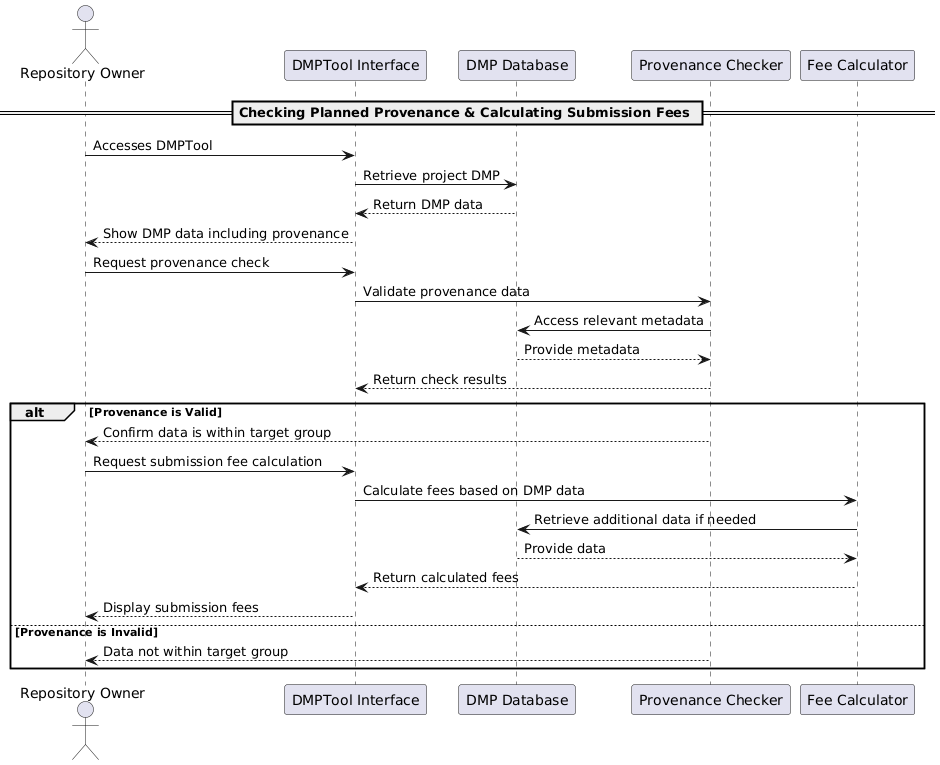 Repository Owner
DMPTool Interface
DMP Database
Provenance Checker
Fee Calculator
Checking Planned Provenance & Calculating Submission Fees
Accesses DMPTool
Retrieve project DMP
Return DMP data
Show DMP data including provenance
Request provenance check
Validate provenance data
Access relevant metadata
Provide metadata
Return check results
alt [Provenance is Valid]
Confirm data is within target group
Request submission fee calculation
Calculate fees based on DMP data
Retrieve additional data if needed
Provide data
Return calculated fees
Display submission fees
[Provenance is Invalid]
Data not within target group
Repository Owner
DMPTool Interface
DMP Database
Provenance Checker
Fee Calculator